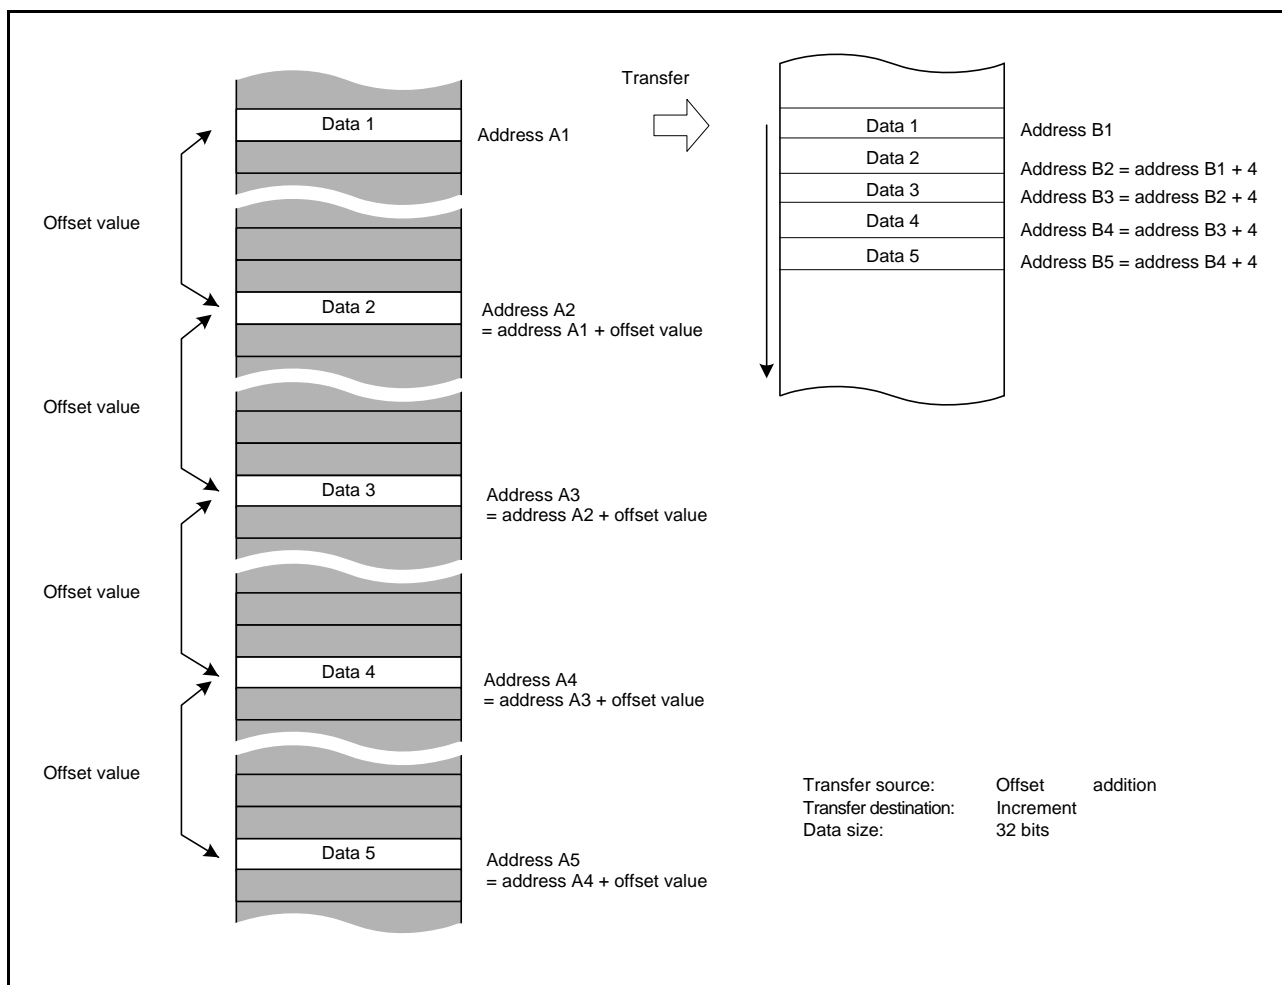 Transfer
Data 1
Address A1
Offset value
Data 2
Address A2
= address A1 + offset value
Offset value
Data 3
Address A3
= address A2 + offset value
Offset value
Data 4
Address A4
= address A3 + offset value
Offset value
Data 5
Address A5
= address A4 + offset value
Data 1
Address B1
Data 2
Address B2 = address B1 + 4
Data 3
Address B3 = address B2 + 4
Data 4
Address B4 = address B3 + 4
Data 5
Address B5 = address B4 + 4
Transfer source: Offset addition
Transfer destination: Increment
Data size: 32 bits